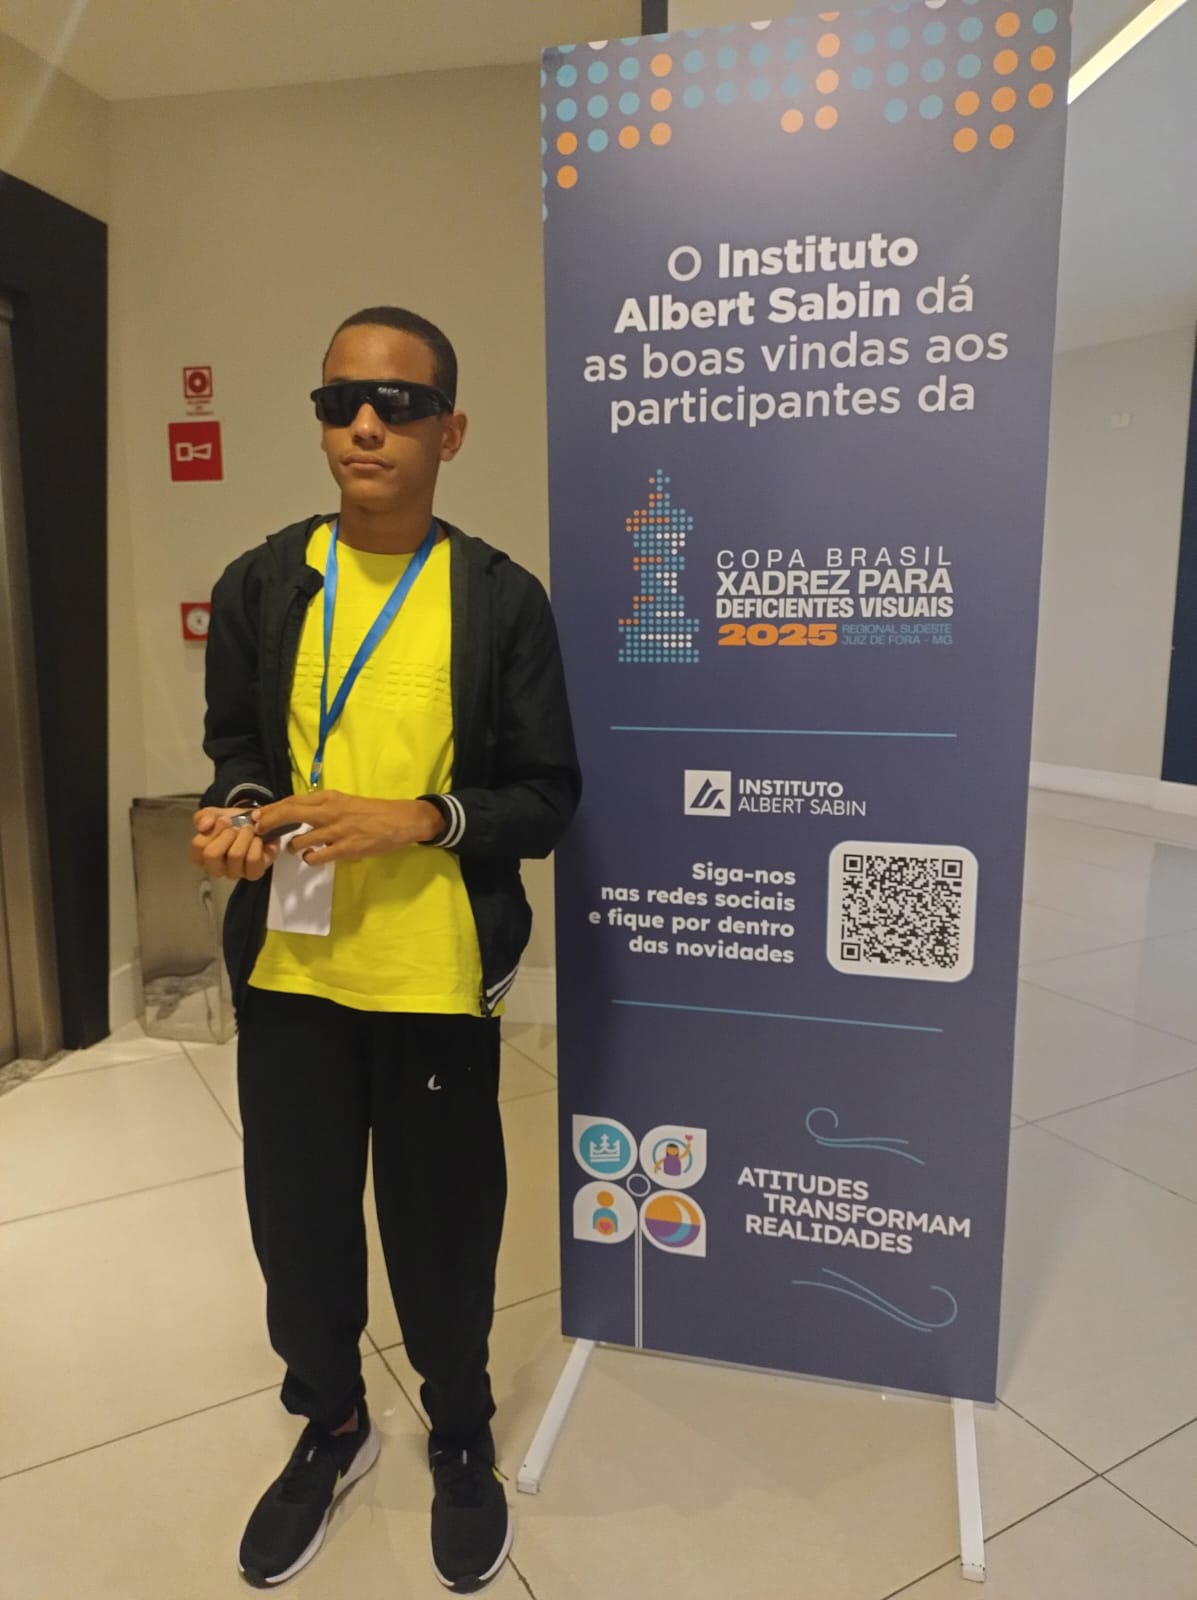 O Instituto
Albert Sabin dá
as boas vindas aos
participantes da
COPA BRASIL
XADREZ PARA
DEFICIENTES VISUAIS
2025 REGIONAL SUDESTE
JUIZ DE FORA - MG
INSTITUTO
ALBERT SABIN
Siga-nos
nas redes sociais
e fique por dentro
das novidades
ATITUDES
TRANSFORMAM
REALIDADES